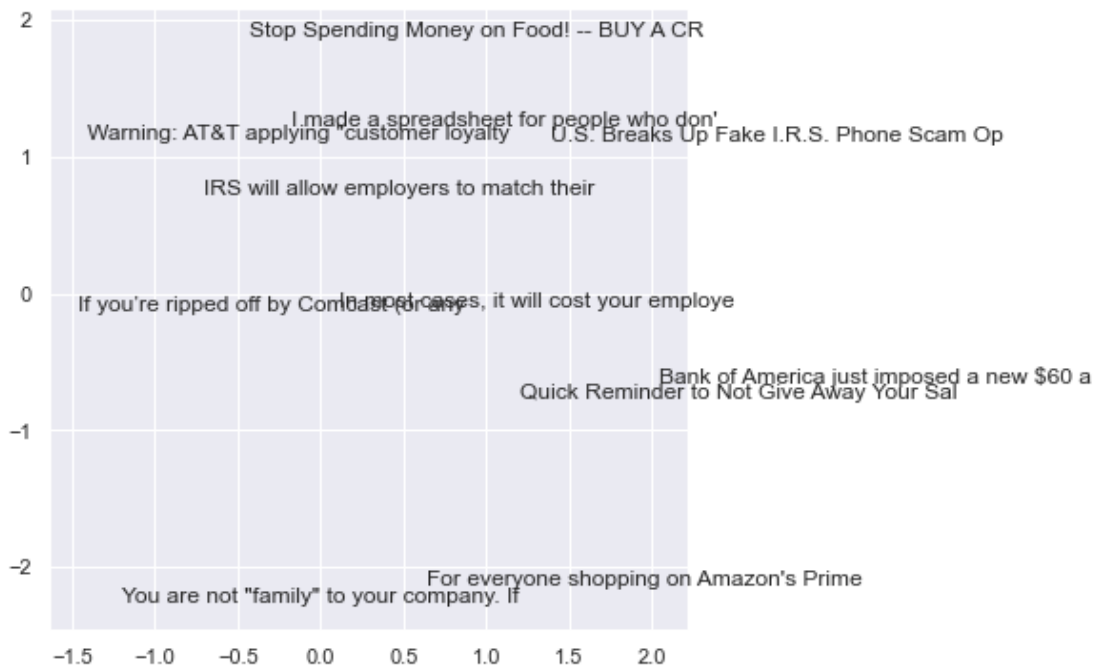 2
Stop Spending Money on Food! -- BUY A CR
I made a spreadsheet for people who don'
Warning: AT&T applying "customer loyalty
U.S. Breaks Up Fake I.R.S. Phone Scam Op
1
IRS will allow employers to match their
0
If you’re ripped off by Comcast (or any
In most cases, it will cost your employe
Bank of America just imposed a new $60 a
Quick Reminder to Not Give Away Your Sal
−1
−2
For everyone shopping on Amazon's Prime
You are not "family" to your company. If
−1.5 −1.0 −0.5 0.0 0.5 1.0 1.5 2.0